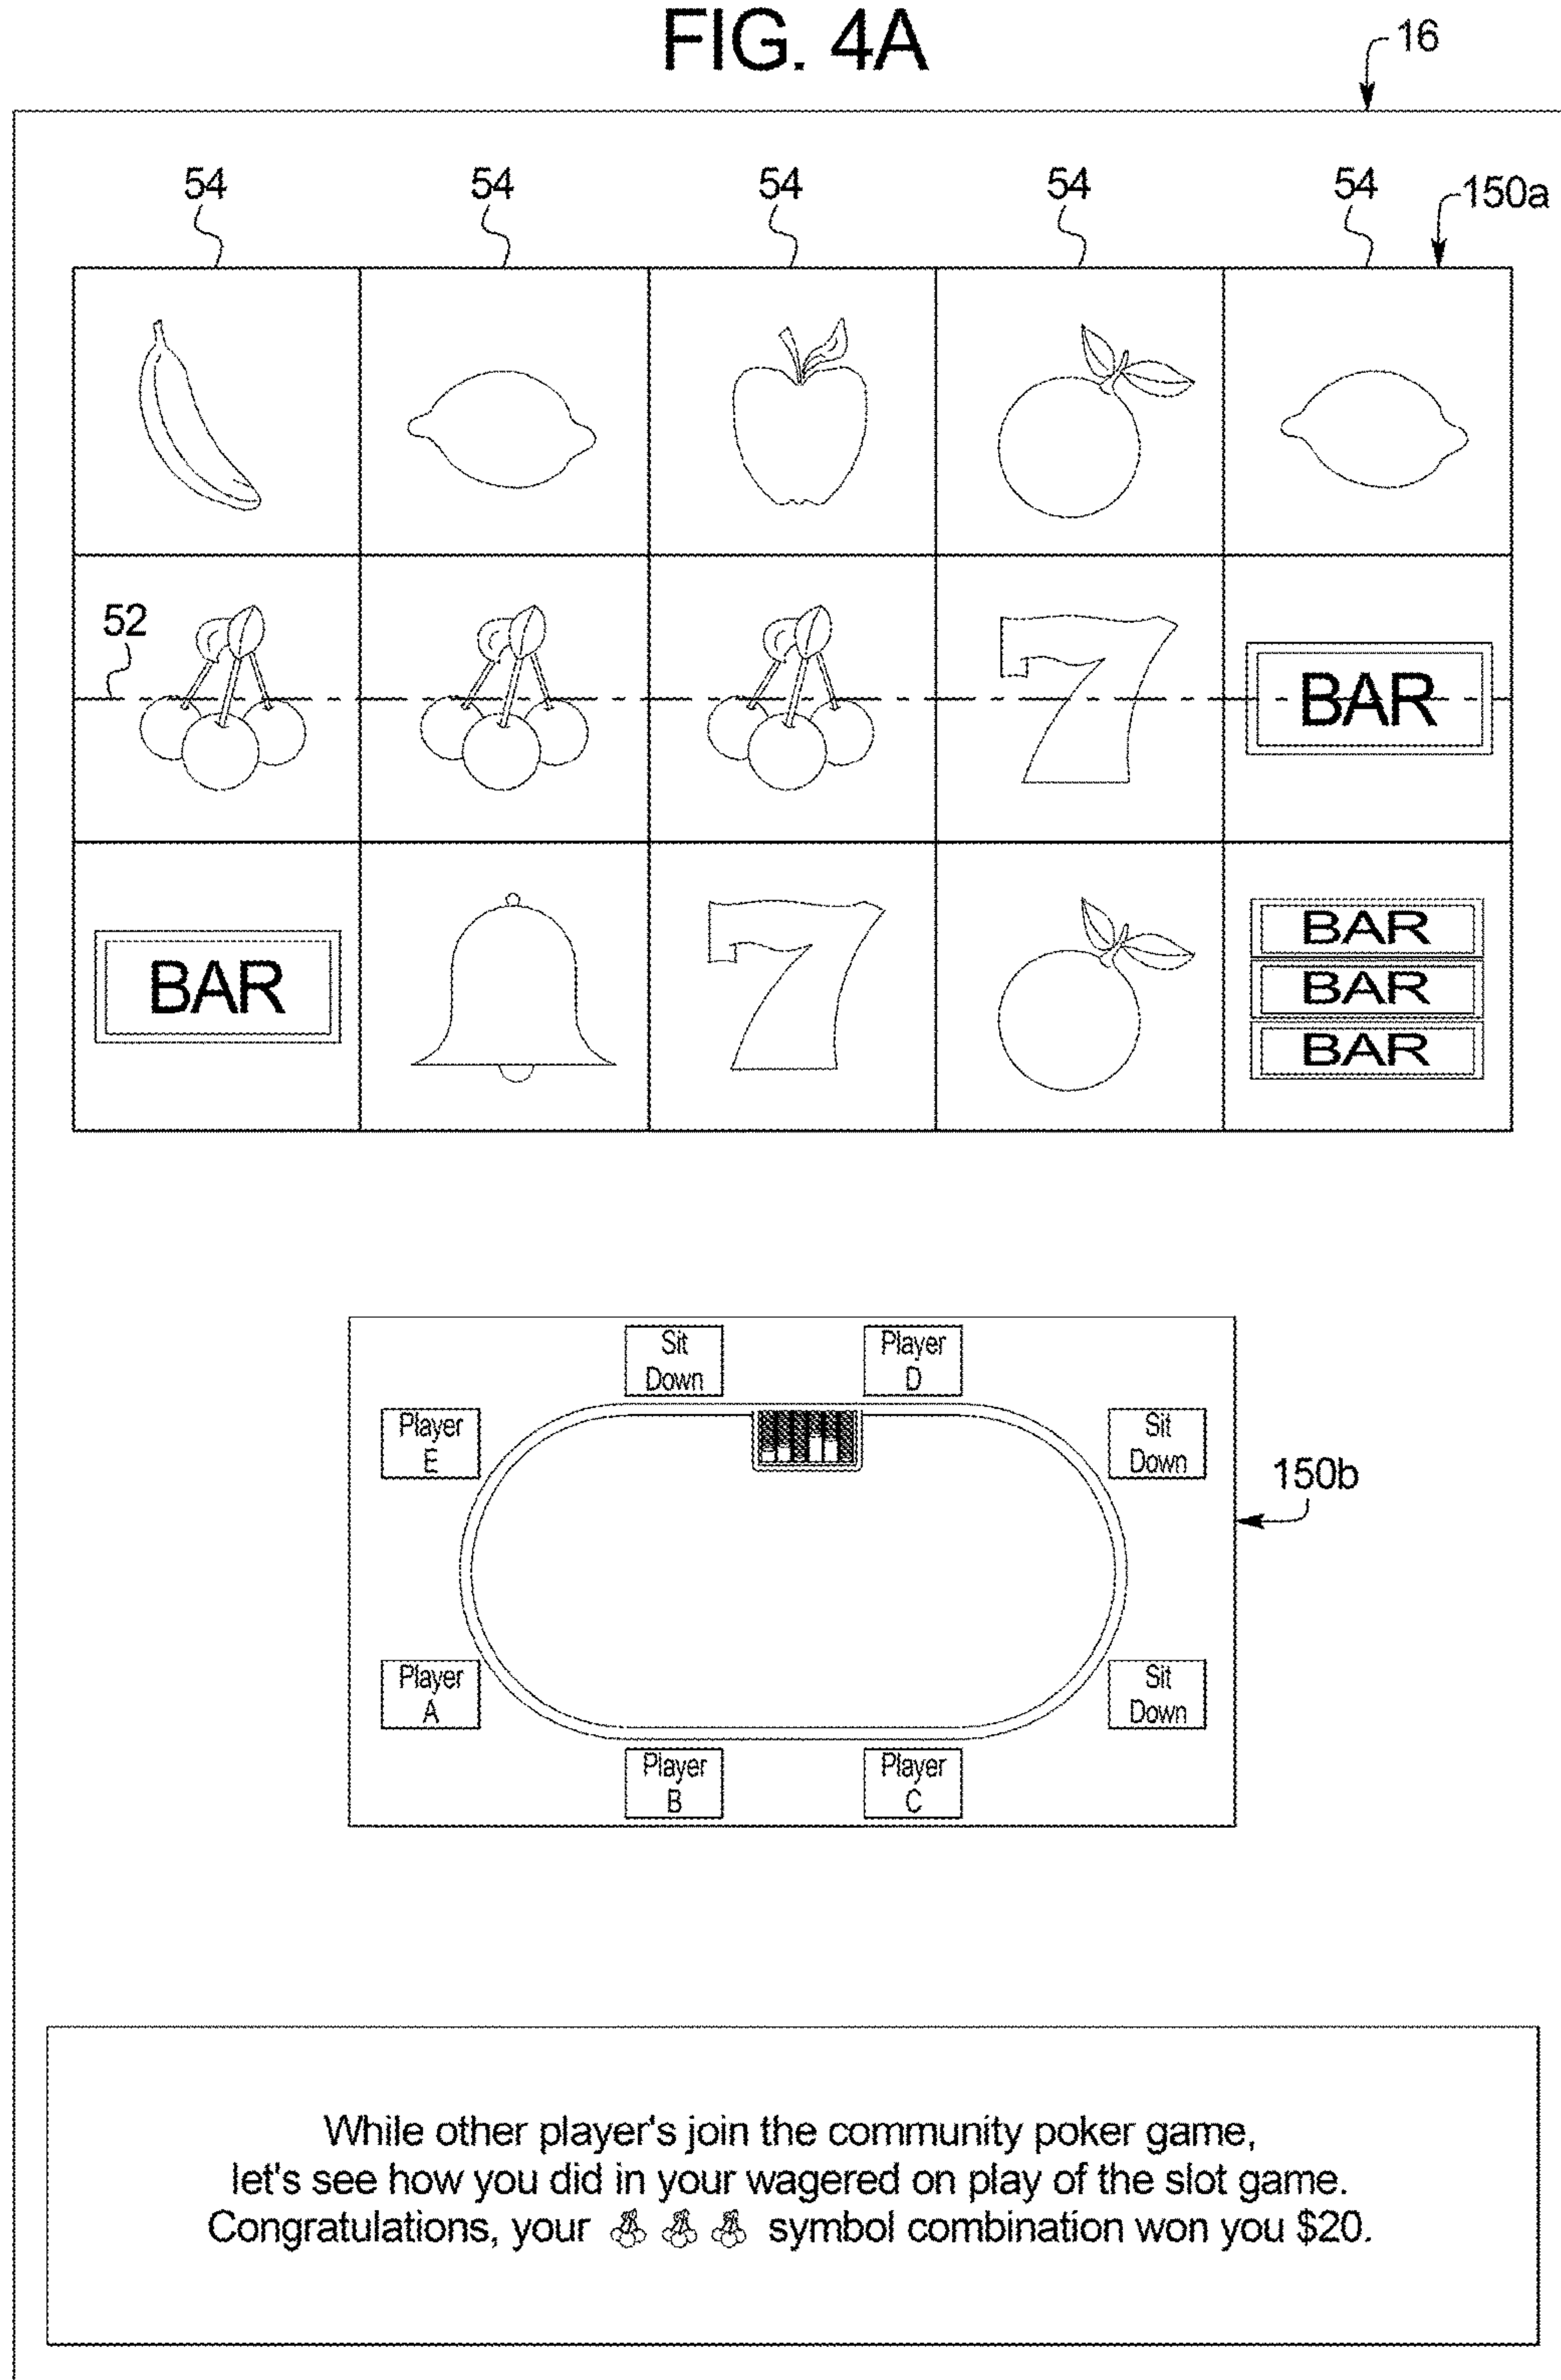 FIG. 4A
16
54 54 54 54 54 150a
52
BAR
BAR
BAR
BAR
BAR
Sit
Down
Player
D
Player
E
Sit
Down
150b
Player
A
Sit
Down
Player
B
Player
C
While other player's join the community poker game,
let's see how you did in your wagered on play of the slot game.
Congratulations, your symbol combination won you $20.